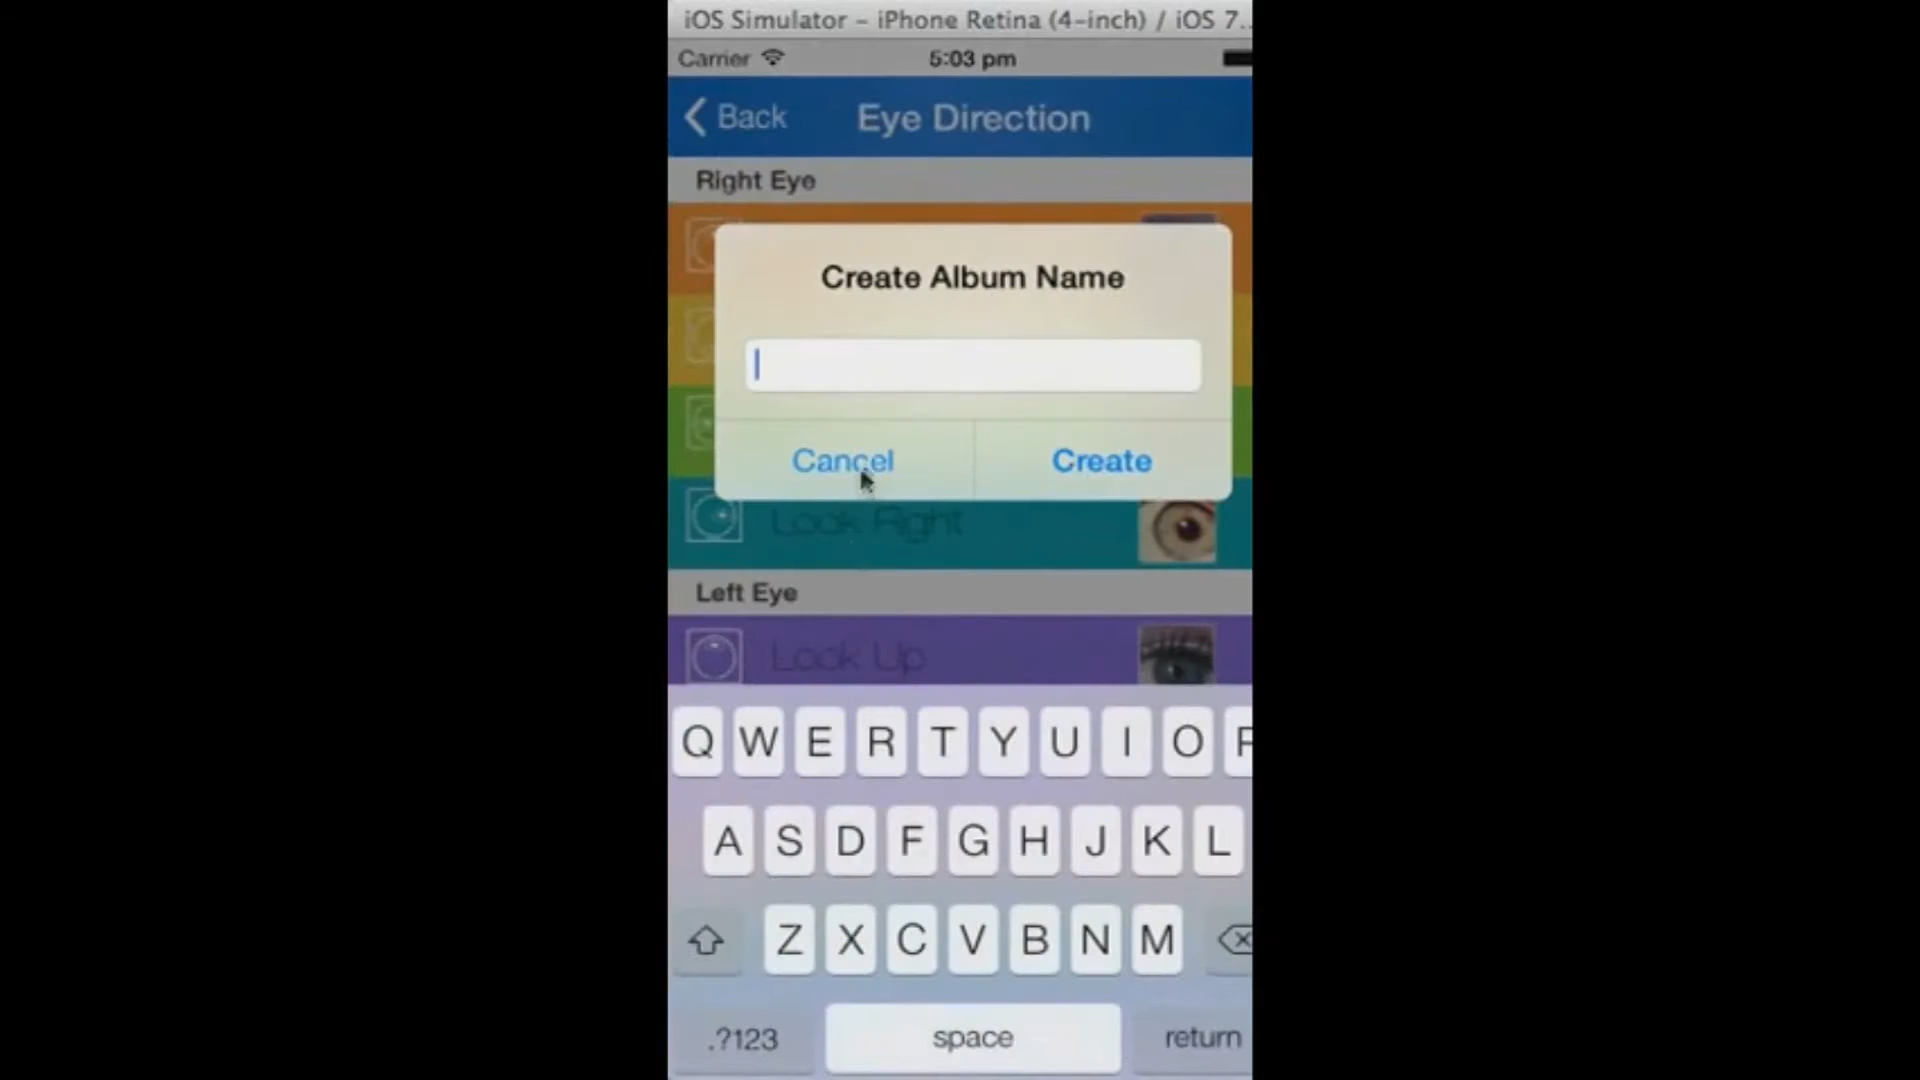 iOS Simulator - iPhone Retina (4-inch) / iOS 7...
Carrier 5:03 pm
Back Eye Direction
Right Eye
Create Album Name
Cancel Create
Look Right
Left Eye
Look Up
Q W E R T Y U I O P
A S D F G H J K L
Z X C V B N M
.?123 space return